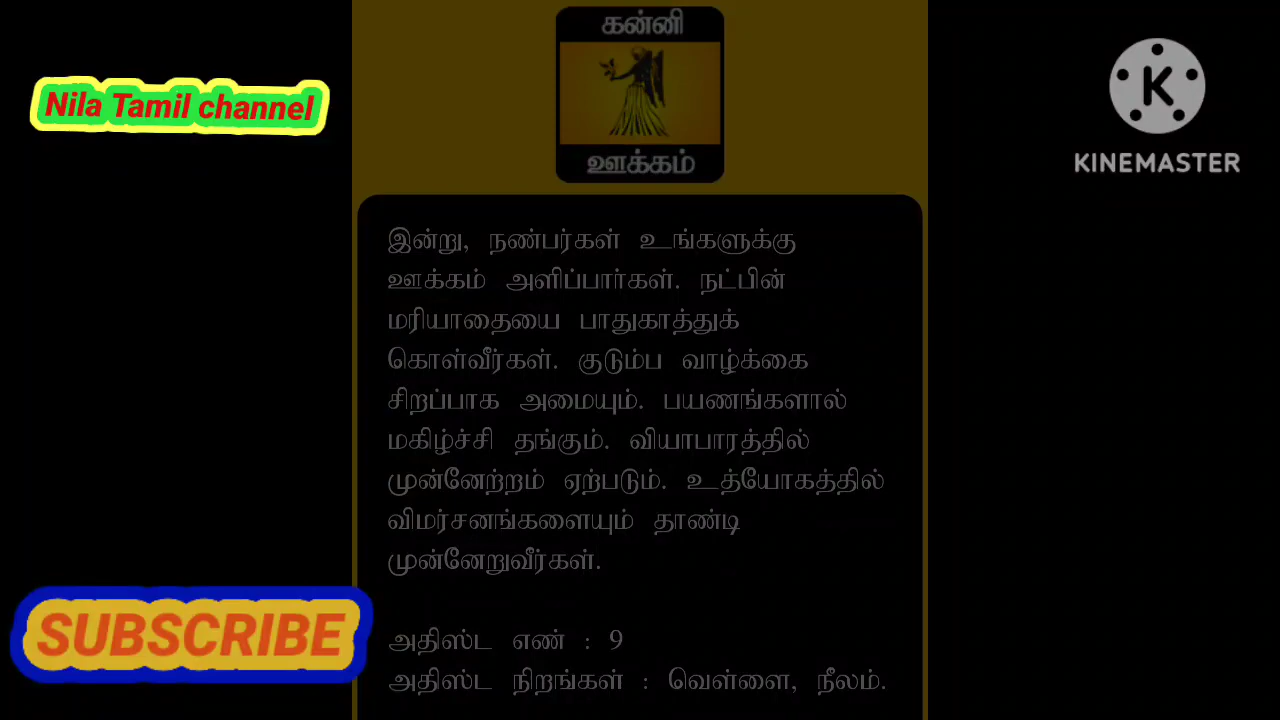 கன்னி
Nila Tamil channel
KINEMASTER
ஊக்கம்
இன்று, நண்பர்கள் உங்களுக்கு
ஊக்கம் அளிப்பார்கள். நட்பின்
மரியாதையை பாதுகாத்துக்
கொள்வீர்கள். குடும்ப வாழ்க்கை
சிறப்பாக அமையும். பயணங்களால்
மகிழ்ச்சி தங்கும். வியாபாரத்தில்
முன்னேற்றம் ஏற்படும். உத்யோகத்தில்
விமர்சனங்களையும் தாண்டி
முன்னேறுவீர்கள்.
SUBSCRIBE
அதிஸ்ட எண் : 9
அதிஸ்ட நிறங்கள் : வெள்ளை, நீலம்.